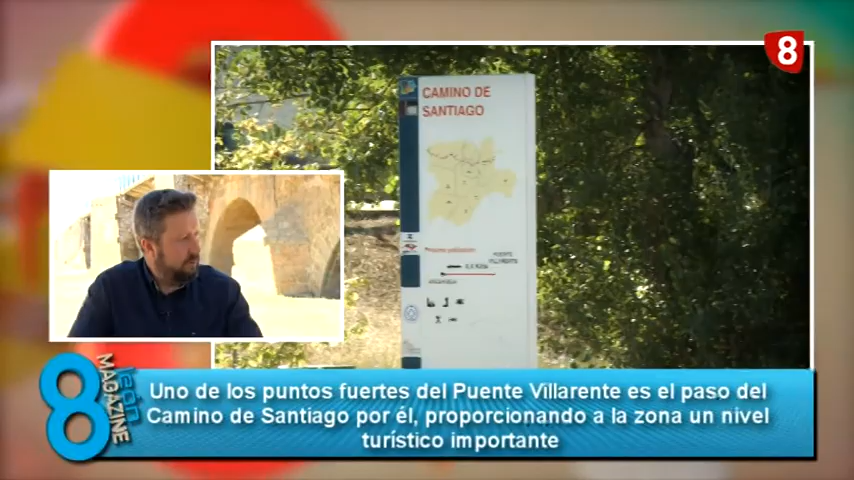 8
CAMINO DE
SANTIAGO
PUENTE
VILLARENTE
león
MAGAZINE
8
Uno de los puntos fuertes del Puente Villarente es el paso del
Camino de Santiago por él, proporcionando a la zona un nivel
turístico importante